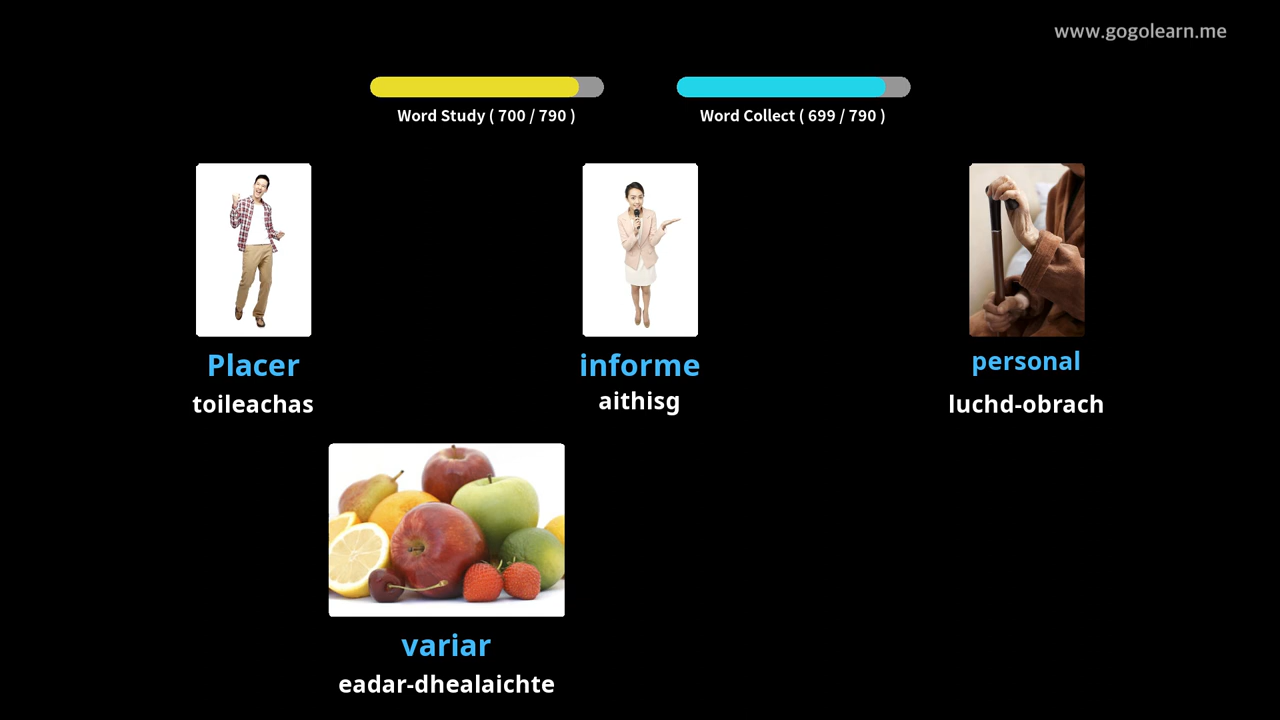 www.gogolearn.me
Word Study ( 700 / 790 )
Word Collect ( 699 / 790 )
Placer
toileachas
informe
aithisg
personal
luchd-obrach
variar
eadar-dhealaichte